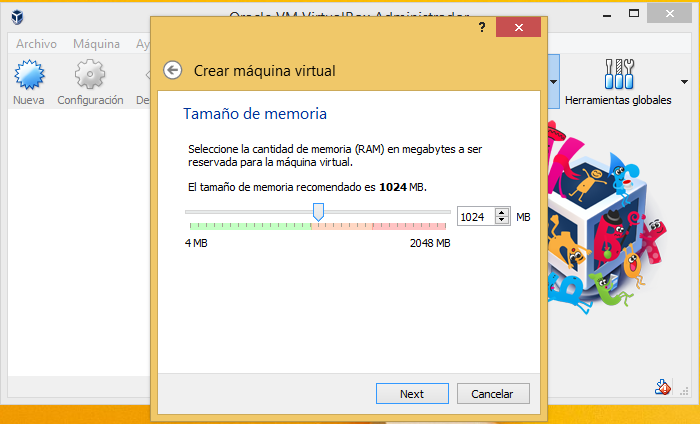 Oracle VM VirtualBox Administrador
Archivo Máquina
Nueva Configuración
Herramientas globales
?
Crear máquina virtual
Tamaño de memoria
Seleccione la cantidad de memoria (RAM) en megabytes a ser
reservada para la máquina virtual.
El tamaño de memoria recomendado es 1024 MB.
1024 MB
4 MB 2048 MB
Next Cancelar